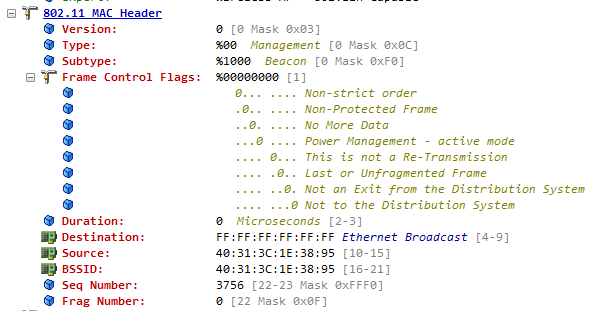 802.11 MAC Header
Version: 0 [0 Mask 0x03]
Type: %00 Management [0 Mask 0x0C]
Subtype: %1000 Beacon [0 Mask 0xF0]
Frame Control Flags: %00000000 [1]
0... .... Non-strict order
.0.. .... Non-Protected Frame
..0. .... No More Data
...0 .... Power Management - active mode
.... 0... This is not a Re-Transmission
.... .0.. Last or Unfragmented Frame
.... ..0. Not an Exit from the Distribution System
.... ...0 Not to the Distribution System
Duration: 0 Microseconds [2-3]
Destination: FF:FF:FF:FF:FF:FF Ethernet Broadcast [4-9]
Source: 40:31:3C:1E:38:95 [10-15]
BSSID: 40:31:3C:1E:38:95 [16-21]
Seq Number: 3756 [22-23 Mask 0xFFF0]
Frag Number: 0 [22 Mask 0x0F]